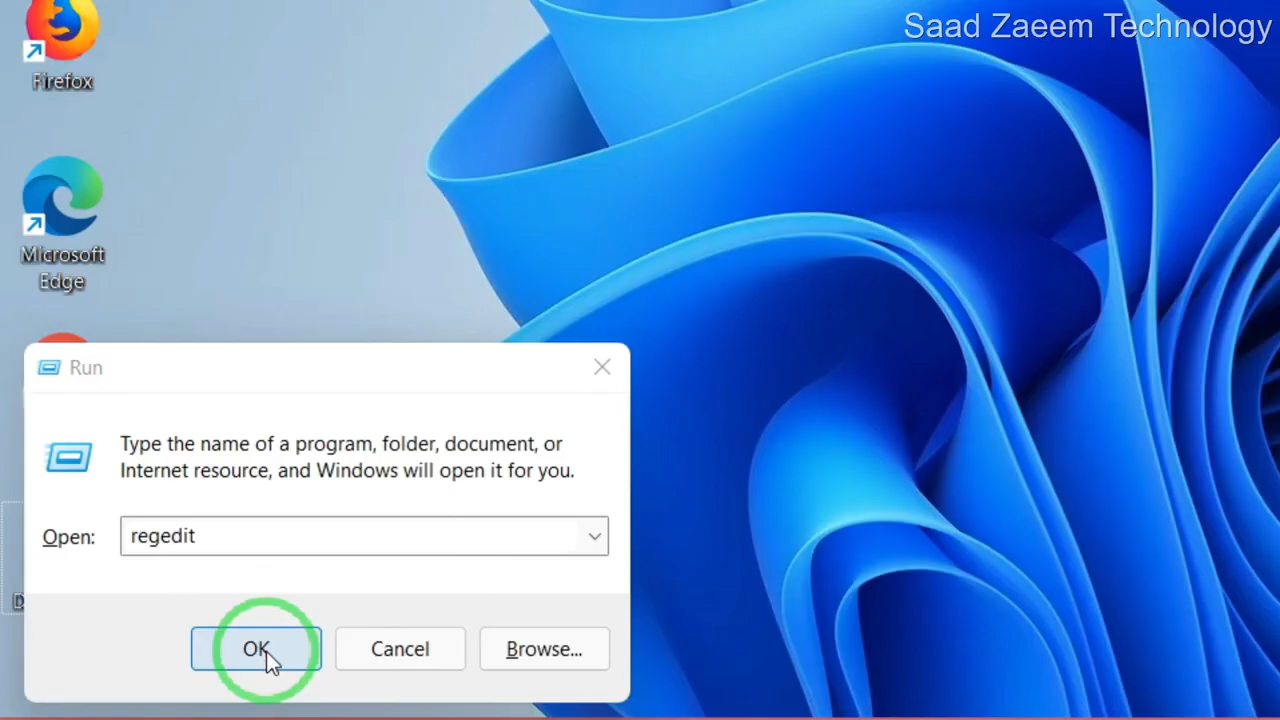 Saad Zaeem Technology
Firefox
Microsoft
Edge
Run
Type the name of a program, folder, document, or
Internet resource, and Windows will open it for you.
Open: regedit
OK Cancel Browse...